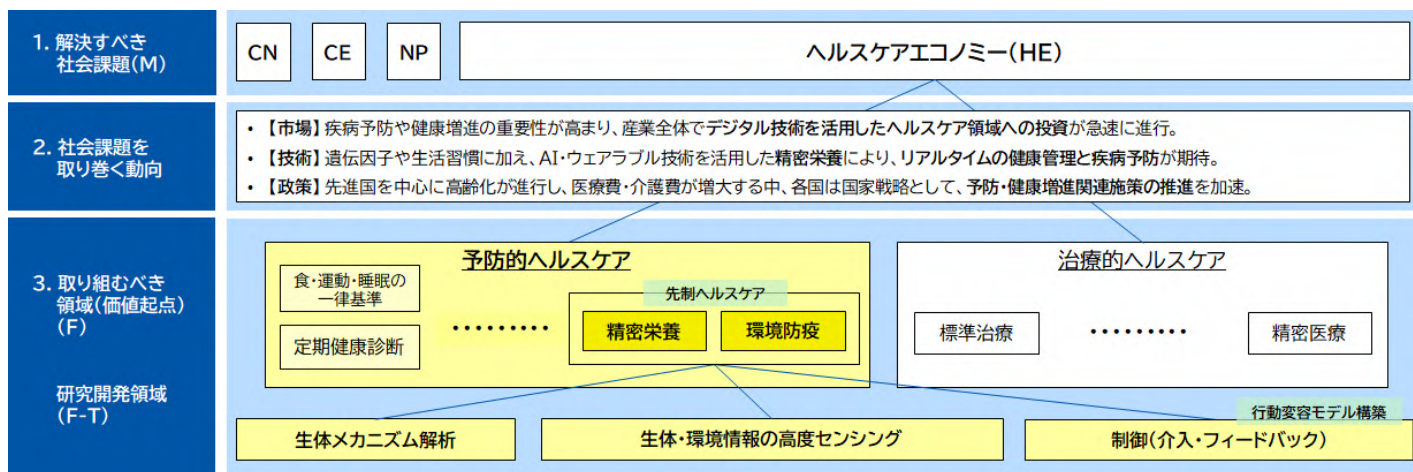 1. 解決すべき
社会課題(M)
CN
CE
NP
ヘルスケアエコノミー(HE)
2. 社会課題を
取り巻く動向
• 【市場】疾病予防や健康増進の重要性が高まり、産業全体でデジタル技術を活用したヘルスケア領域への投資が急速に進行。
• 【技術】遺伝因子や生活習慣に加え、AI・ウェアラブル技術を活用した精密栄養により、リアルタイムの健康管理と疾病予防が期待。
• 【政策】先進国を中心に高齢化が進行し、医療費・介護費が増大する中、各国は国家戦略として、予防・健康増進関連施策の推進を加速。
3. 取り組むべき
領域(価値起点)
(F)
研究開発領域
(F-T)
予防的ヘルスケア
食・運動・睡眠の
一律基準
定期健康診断
・・・・・・・・・
先制ヘルスケア
精密栄養
環境防疫
治療的ヘルスケア
標準治療
・・・・・・・・・
精密医療
行動変容モデル構築
生体メカニズム解析
生体・環境情報の高度センシング
制御(介入・フィードバック)